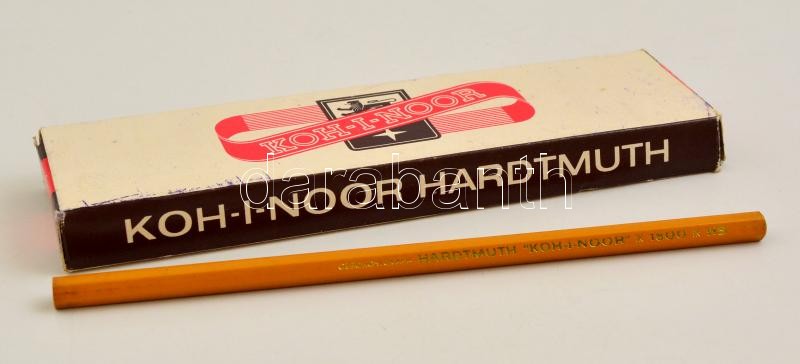 KOH-I-NOOR
KOH-I-NOOR HARDTMUTH
darabanth
HARDTMUTH "KOH-I-NOOR" 1500